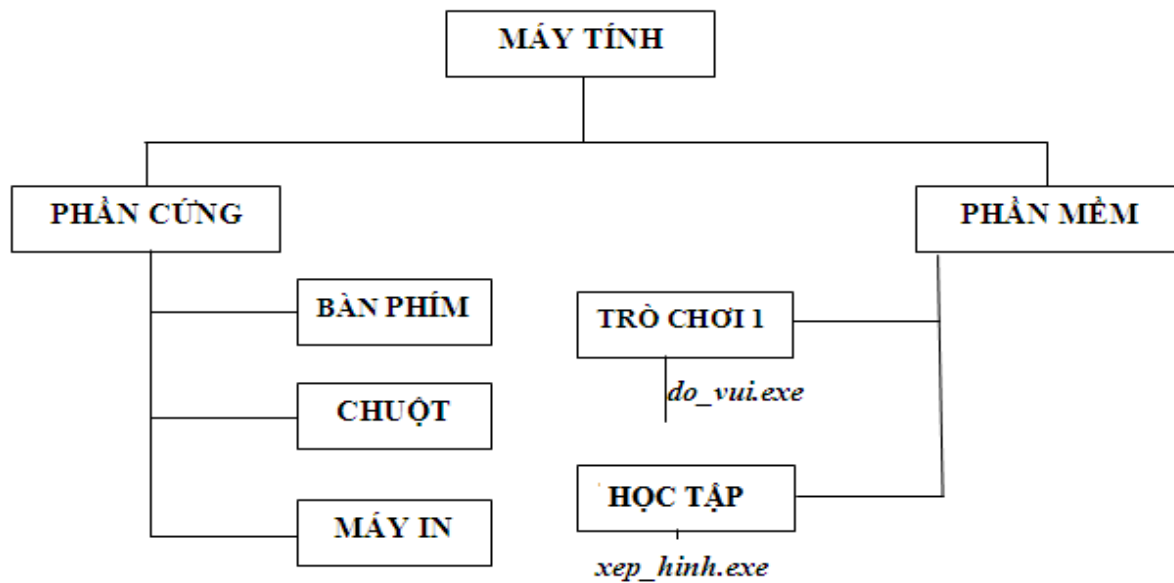 MÁY TÍNH
PHẦN CỨNG
PHẦN MỀM
BÀN PHÍM
TRÒ CHƠI 1
do_vui.exe
CHUỘT
HỌC TẬP
MÁY IN
xep_hinh.exe